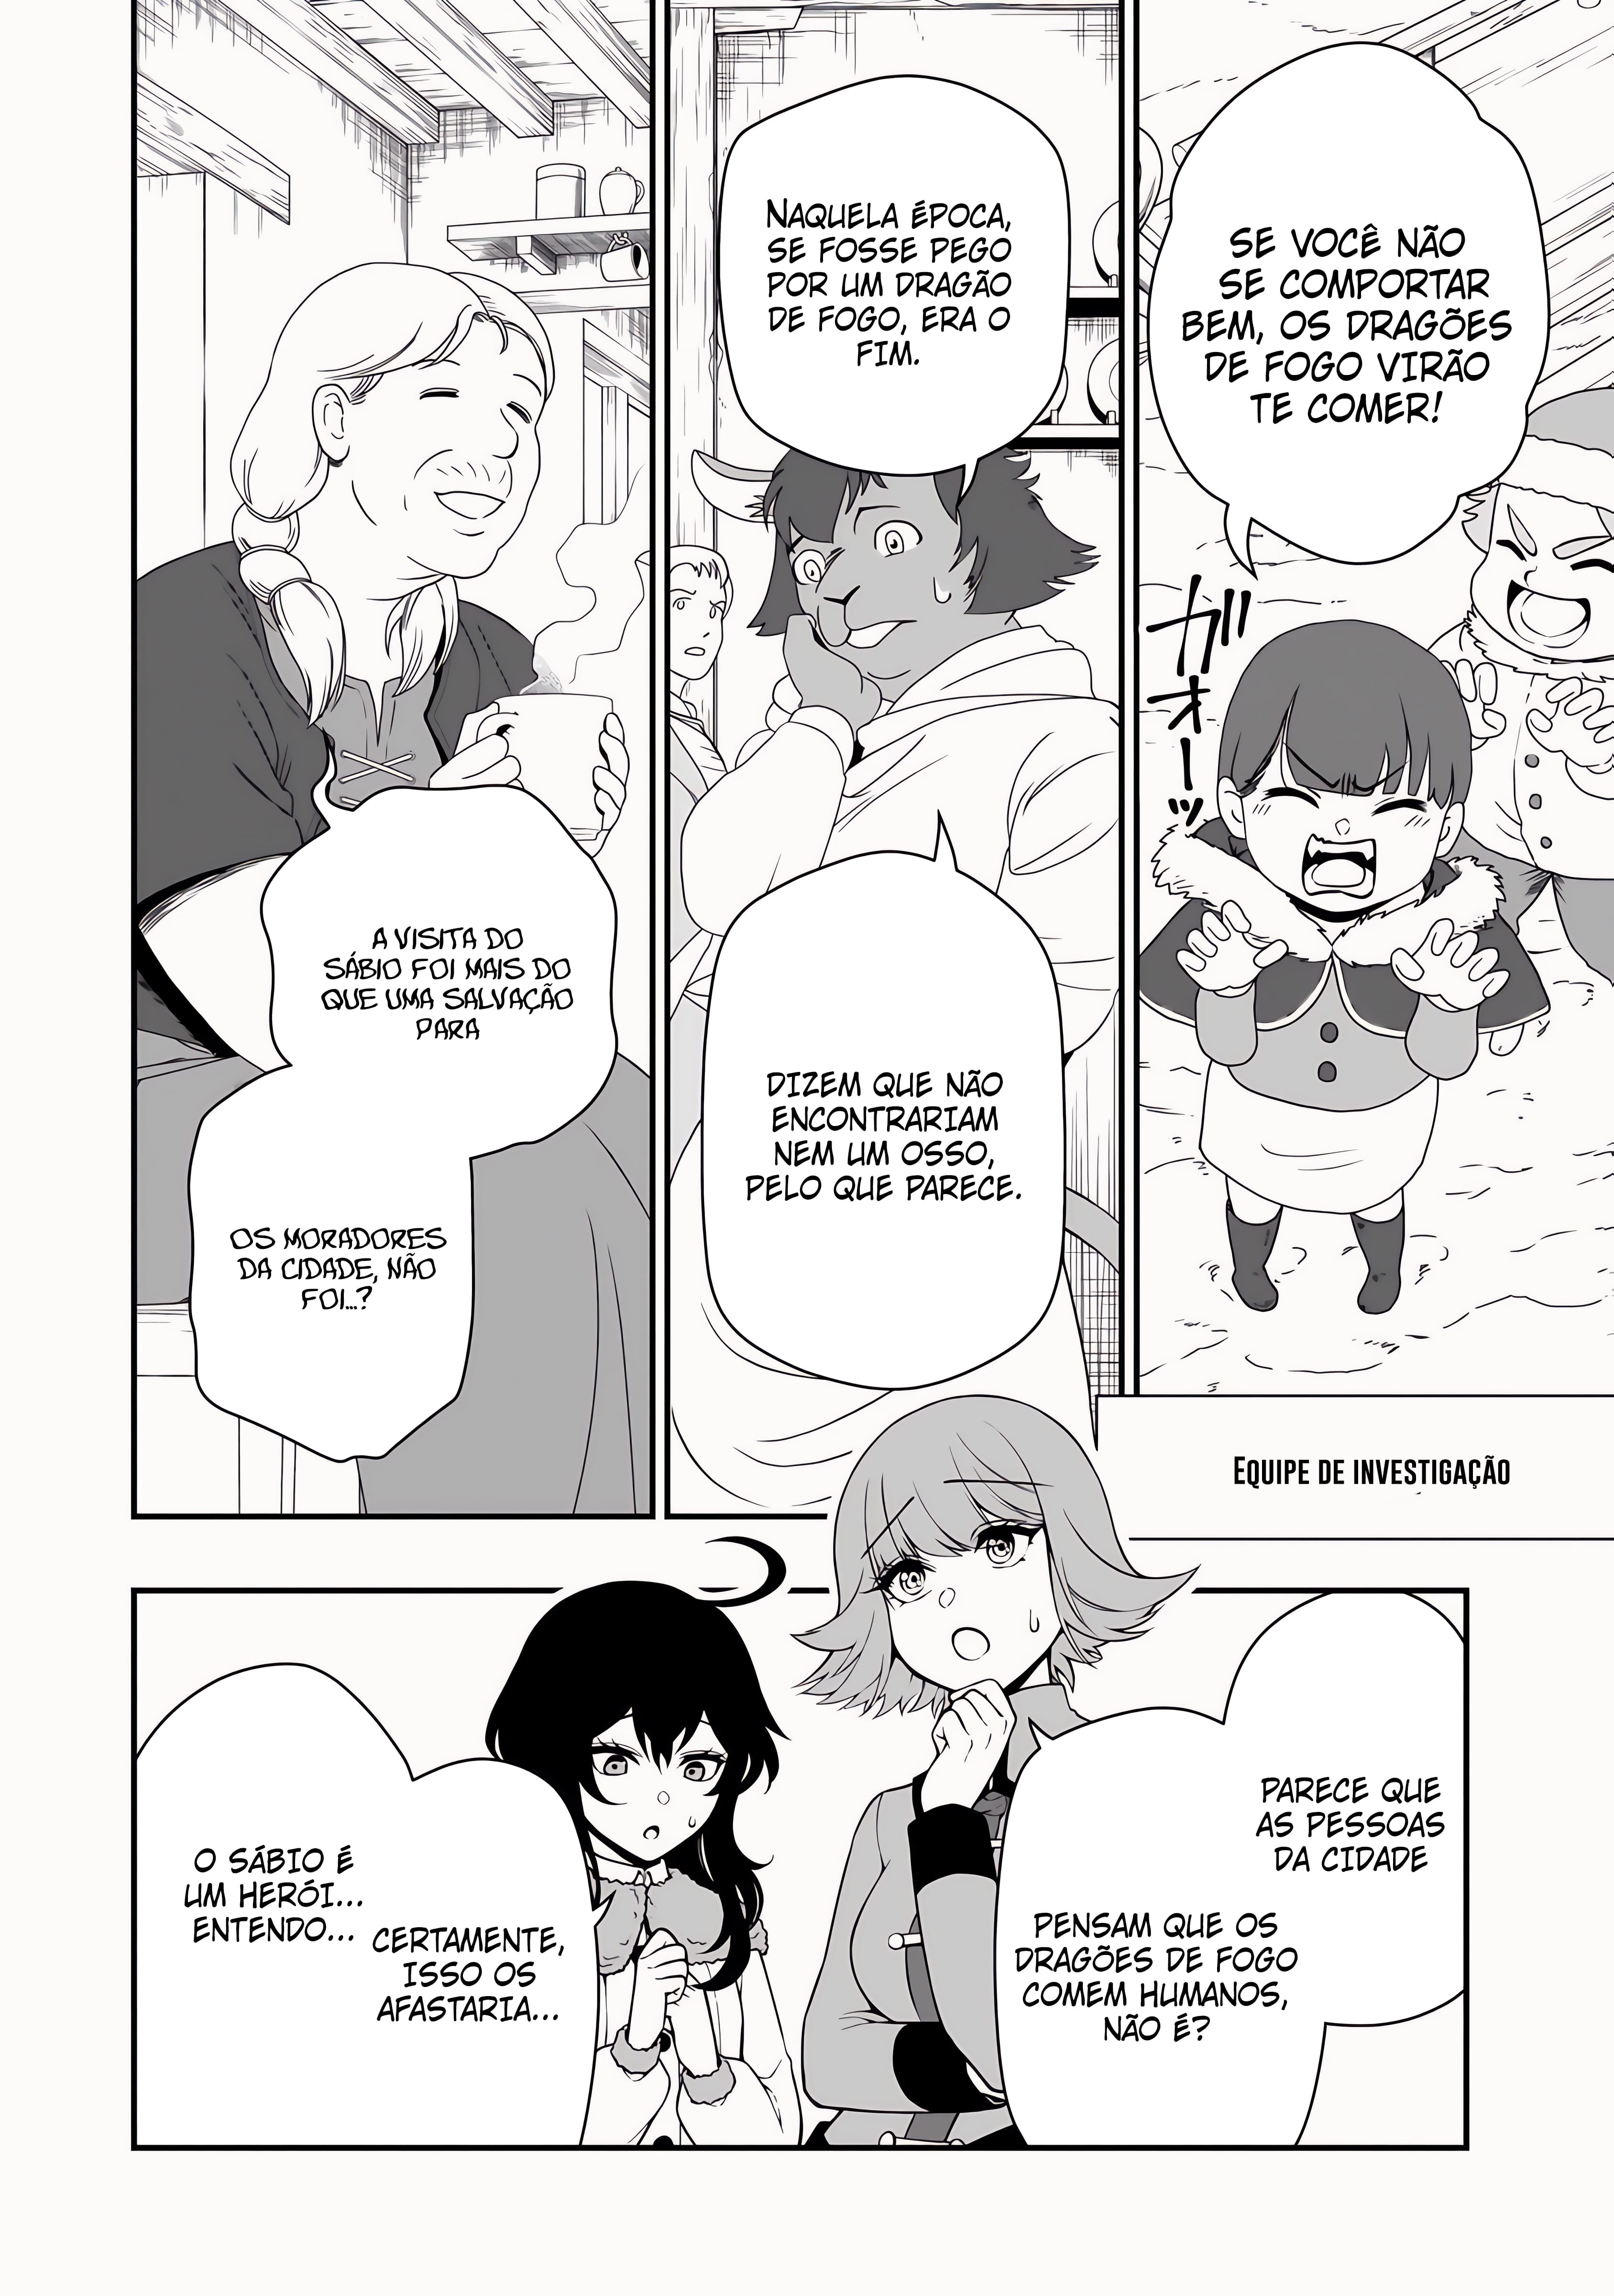 SE VOCÊ NÃO
SE COMPORTAR
BEM, OS DRAGÕES
DE FOGO VIRÃO
TE COMER!
ガオーッ
NAQUELA ÉPOCA,
SE FOSSE PEGO
POR UM DRAGÃO
DE FOGO, ERA O
FIM.
DIZEM QUE NÃO
ENCONTRARIAM
NEM UM OSSO,
PELO QUE PARECE.
A VISITA DO
SÁBIO FOI MAIS DO
QUE UMA SALVAÇÃO
PARA
OS MORADORES
DA CIDADE, NÃO
FOI...?
EQUIPE DE INVESTIGAÇÃO
PARECE QUE
AS PESSOAS
DA CIDADE
PENSAM QUE OS
DRAGÕES DE FOGO
COMEM HUMANOS,
NÃO É?
CERTAMENTE,
ISSO OS
AFASTARIA...
O SÁBIO É
UM HERÓI...
ENTENDO...